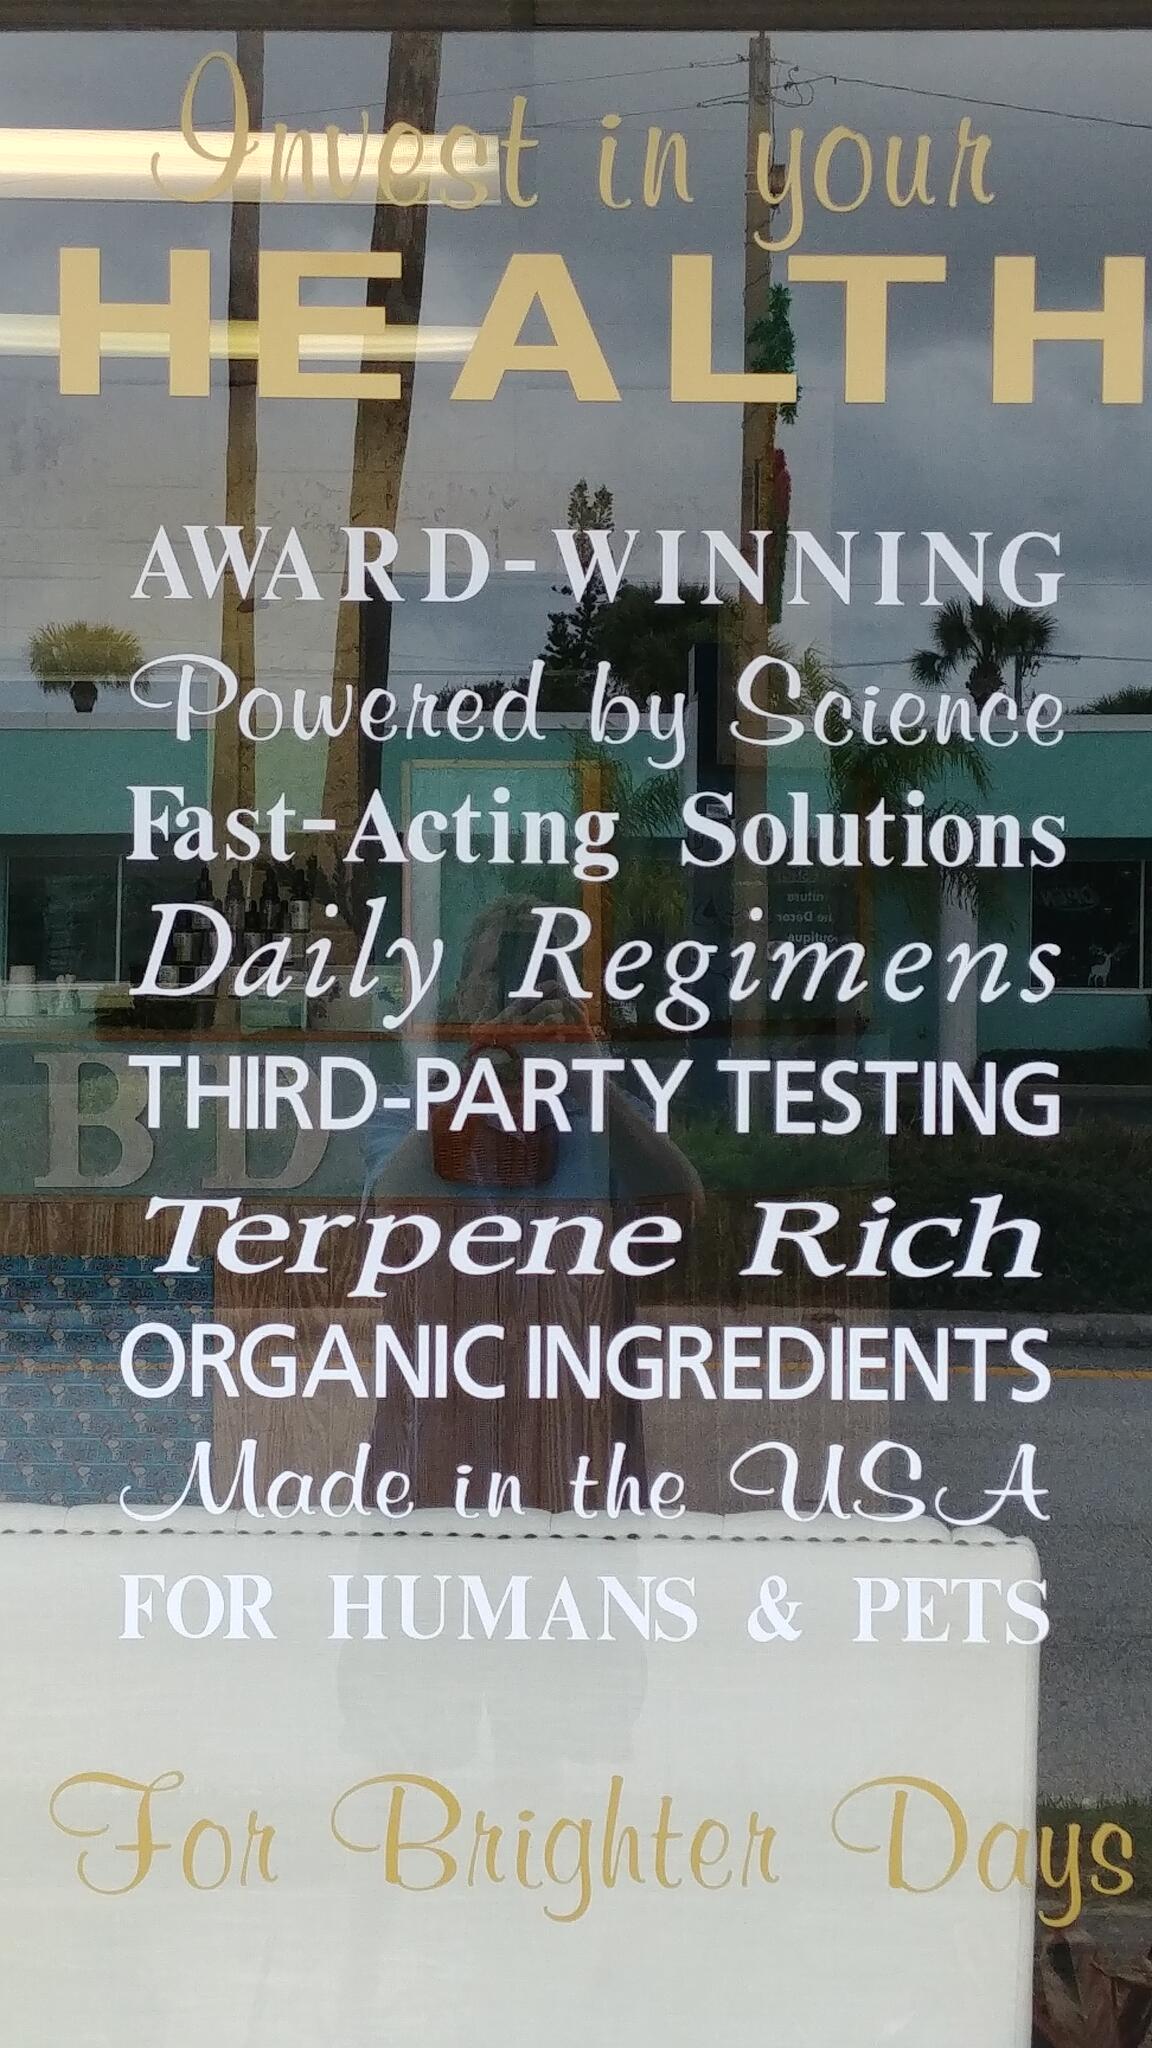 Invest in your
HEALTH
AWARD-WINNING
Powered by Science
Fast-Acting Solutions
Daily Regimens
THIRD-PARTY TESTING
BD
Terpene Rich
ORGANIC INGREDIENTS
Made in the USA
FOR HUMANS & PETS
For Brighter Days